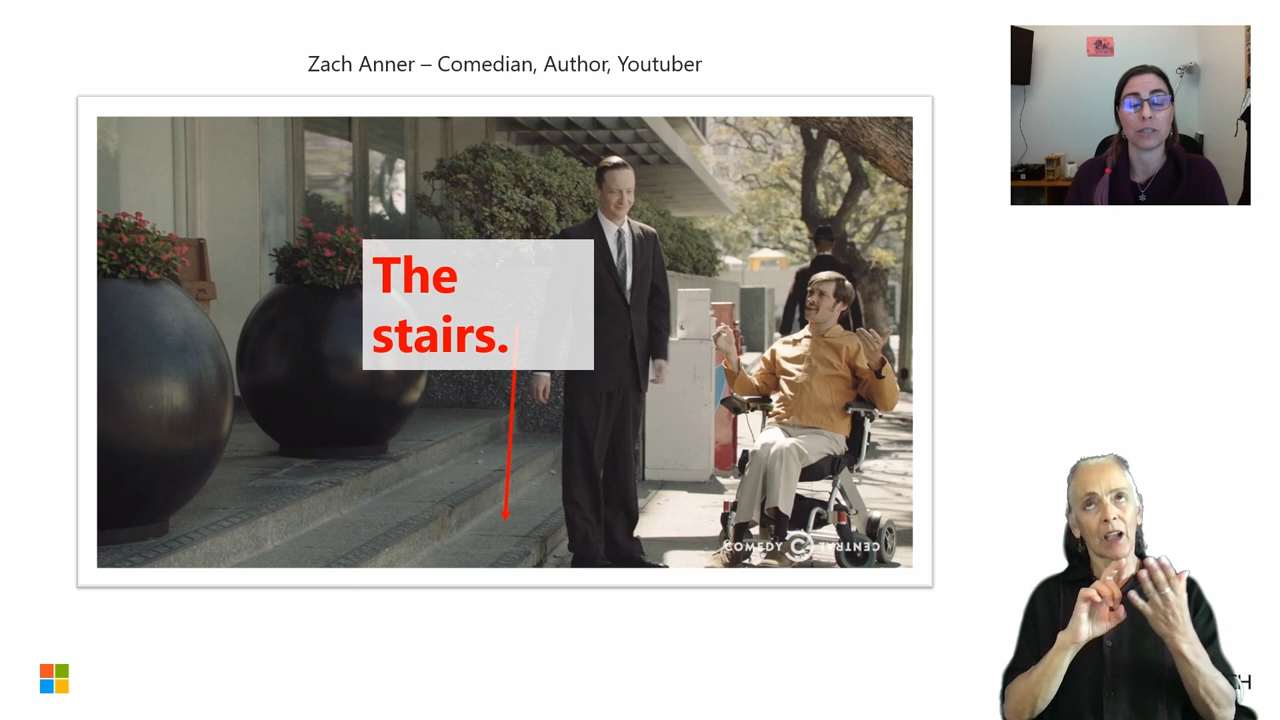 Zach Anner – Comedian, Author, Youtuber
The
stairs.
COMEDY CENTRAL